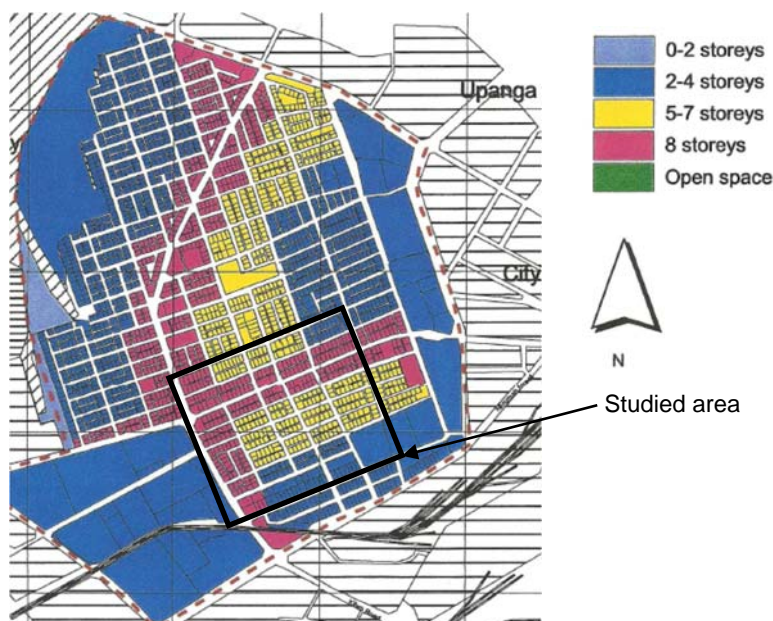 0-2 storeys
2-4 storeys
5-7 storeys
8 storeys
Open space
Upanga
City
N
Studied area